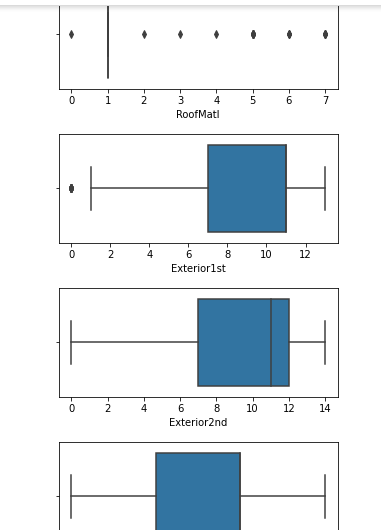 0 1 2 3 4 5 6 7
RoofMatl
0 2 4 6 8 10 12
Exterior1st
0 2 4 6 8 10 12 14
Exterior2nd